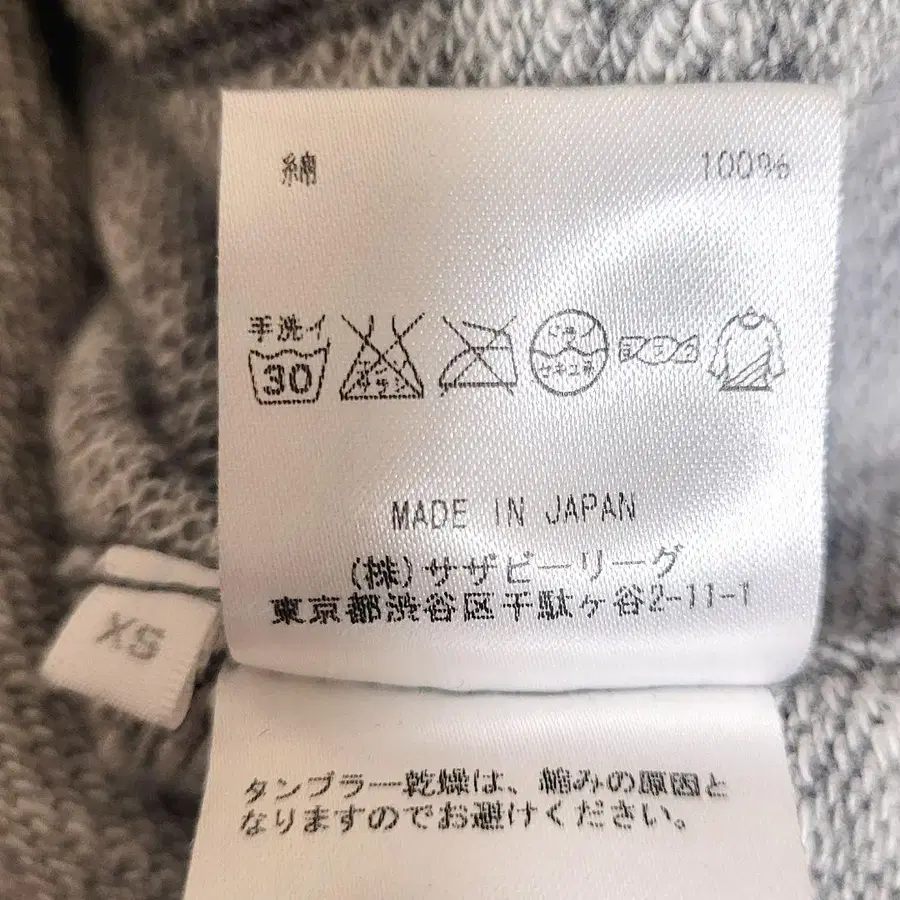 綿 100%
手洗イ
30
MADE IN JAPAN
(株)サザビーリーグ
東京都渋谷区千駄ヶ谷2-11-1
XS
タンブラー乾燥は、縮みの原因と
なりますのでお避けください。